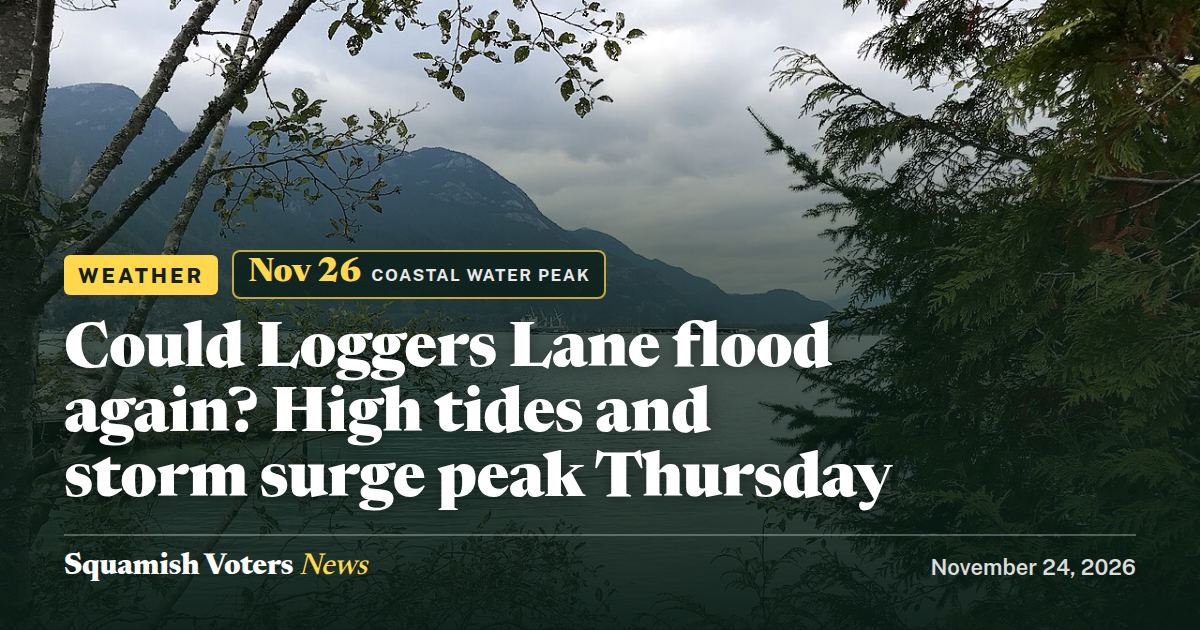 WEATHER
Nov 26 COASTAL WATER PEAK
Could Loggers Lane flood
again? High tides and
storm surge peak Thursday
Squamish Voters News
November 24, 2026